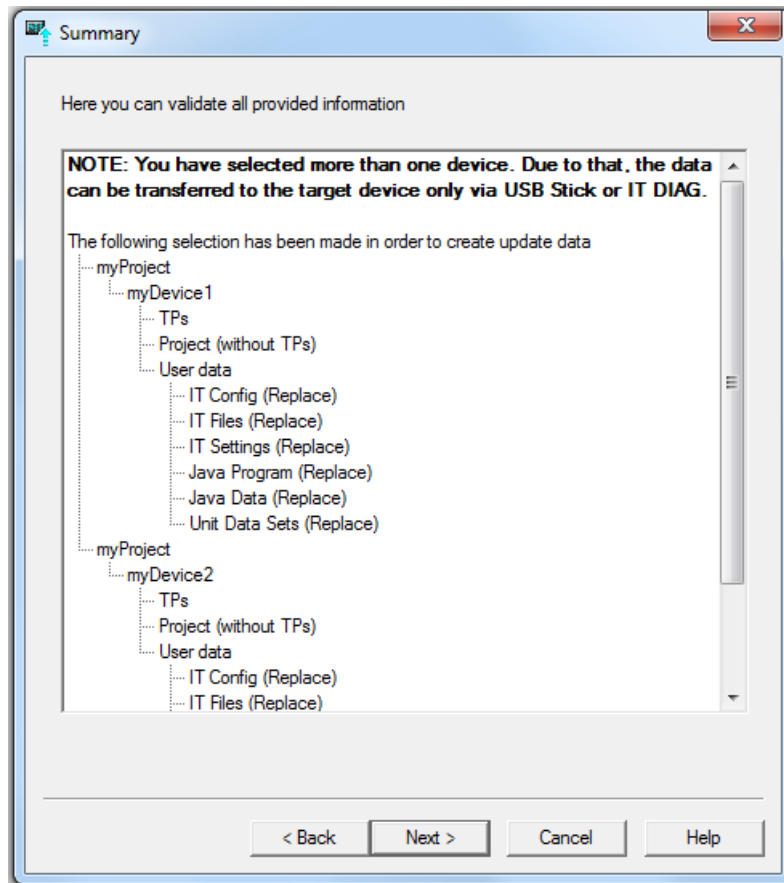 Summary
Here you can validate all provided information
NOTE: You have selected more than one device. Due to that, the data
can be transferred to the target device only via USB Stick or IT DIAG.
The following selection has been made in order to create update data
myProject
myDevice1
TPs
Project (without TPs)
User data
IT Config (Replace)
IT Files (Replace)
IT Settings (Replace)
Java Program (Replace)
Java Data (Replace)
Unit Data Sets (Replace)
myProject
myDevice2
TPs
Project (without TPs)
User data
IT Config (Replace)
IT Files (Replace)
< Back Next > Cancel Help